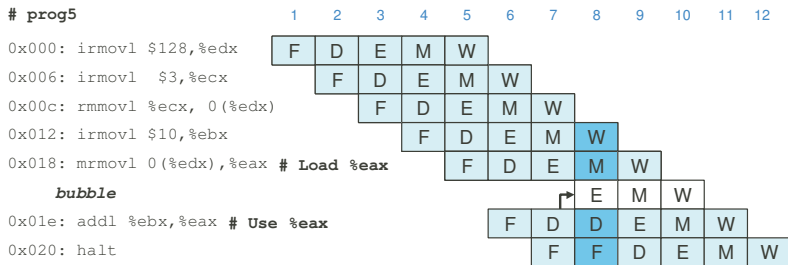 # prog5 1 2 3 4 5 6 7 8 9 10 11 12
0x000: irmovl $128,%edx F D E M W
0x006: irmovl  $3,%ecx F D E M W
0x00c: rmmovl %ecx, 0(%edx) F D E M W
0x012: irmovl $10,%ebx F D E M W
0x018: mrmovl 0(%edx),%eax # Load %eax F D E M W
bubble E M W
0x01e: addl %ebx,%eax # Use %eax F D D E M W
0x020: halt F F D E M W